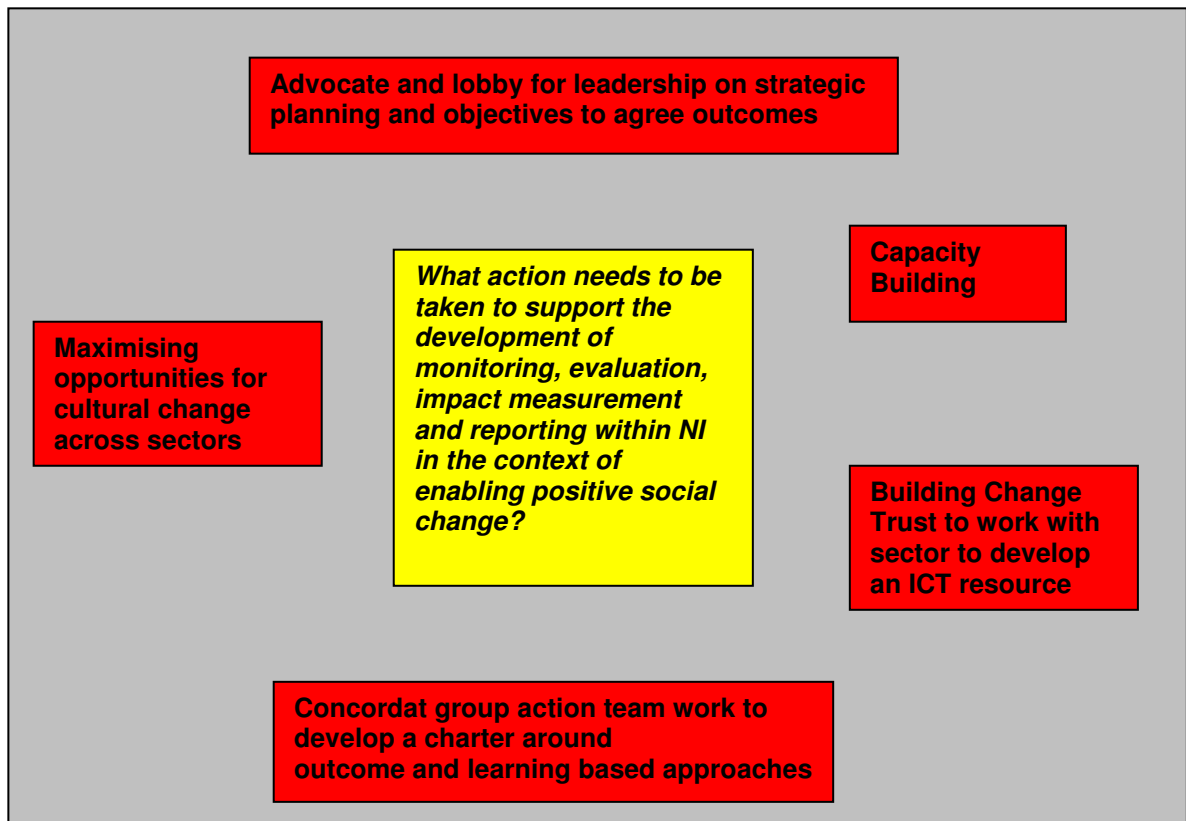 Advocate and lobby for leadership on strategic
planning and objectives to agree outcomes
Capacity
Building
What action needs to be
taken to support the
development of
monitoring, evaluation,
impact measurement
and reporting within NI
in the context of
enabling positive social
change?
Maximising
opportunities for
cultural change
across sectors
Building Change
Trust to work with
sector to develop
an ICT resource
Concordat group action team work to
develop a charter around
outcome and learning based approaches